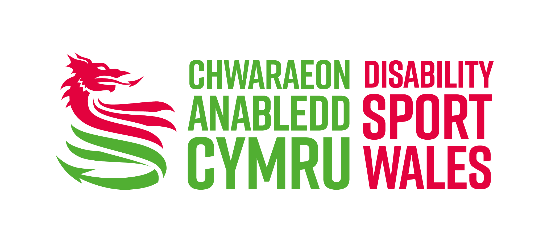 CHWARAEON
ANABLEDD
CYMRU
DISABILITY
SPORT
WALES